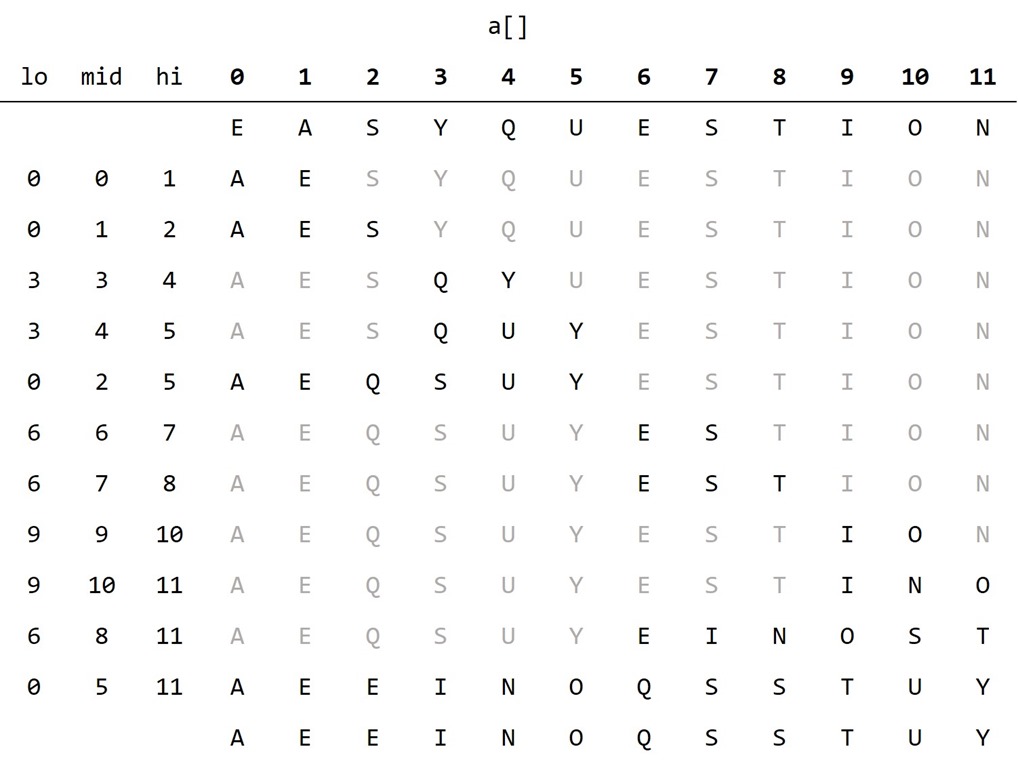 a[]
lo mid hi 0 1 2 3 4 5 6 7 8 9 10 11
E A S Y Q U E S T I O N
0 0 1 A E S Y Q U E S T I O N
0 1 2 A E S Y Q U E S T I O N
3 3 4 A E S Q Y U E S T I O N
3 4 5 A E S Q U Y E S T I O N
0 2 5 A E Q S U Y E S T I O N
6 6 7 A E Q S U Y E S T I O N
6 7 8 A E Q S U Y E S T I O N
9 9 10 A E Q S U Y E S T I O N
9 10 11 A E Q S U Y E S T I N O
6 8 11 A E Q S U Y E I N O S T
0 5 11 A E E I N O Q S S T U Y
A E E I N O Q S S T U Y